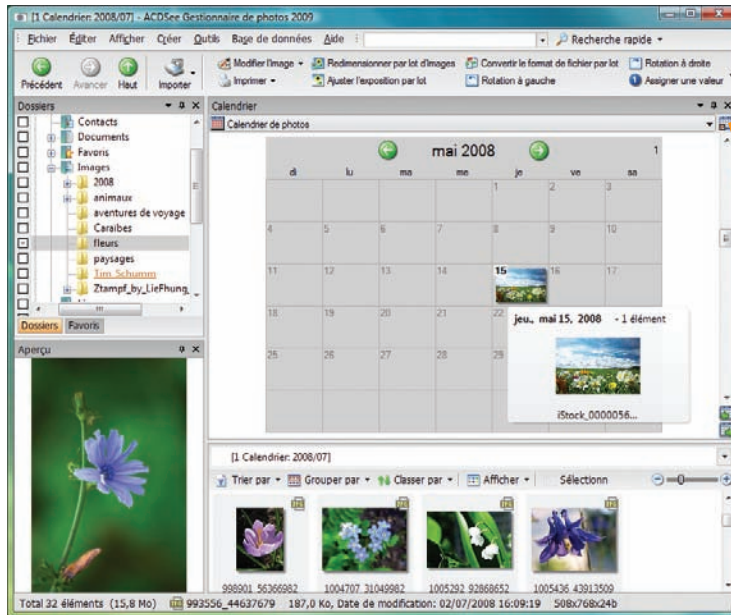 [1 Calendrier: 2008/07] - ACDSee Gestionnaire de photos 2009
Fichier Éditer Afficher Créer Outils Base de données Aide Recherche rapide
Précédent Avancer Haut Importer
Modifier l'image Redimensionner par lot d'images Convertir le format de fichier par lot Rotation à droite
Imprimer Ajuster l'exposition par lot Rotation à gauche Assigner une valeur
Dossiers
Contacts
Documents
Favoris
Images
2008
animaux
aventures de voyage
Caraïbes
fleurs
paysages
Tim_Schumm
Ztampf_by_LieFhung_
Dossiers Favoris
Aperçu
Calendrier
Calendrier de photos
mai 2008 1
di lu ma me je ve sa
1 2 3
4 5 6 7 8 9 10
11 12 13 14 15 16 17
18 19 20 21 22
25 26 27 28 29
jeu., mai 15, 2008 - 1 élément
iStock_0000056...
[1 Calendrier: 2008/07]
Trier par Grouper par Classer par Afficher Sélectionn
998901_56366982 1004707_31049982 1005292_92868652 1005436_43913509
Total 32 éléments (15,8 Mo) 993556_44637679 187,0 Ko, Date de modification: 02/07/2008 16:09:19 508x768x24b